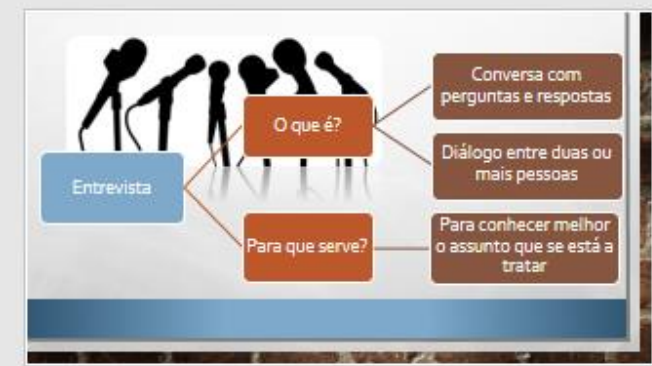 Entrevista
O que é?
Conversa com
perguntas e respostas
Diálogo entre duas ou
mais pessoas
Para que serve?
Para conhecer melhor
o assunto que se está a
tratar